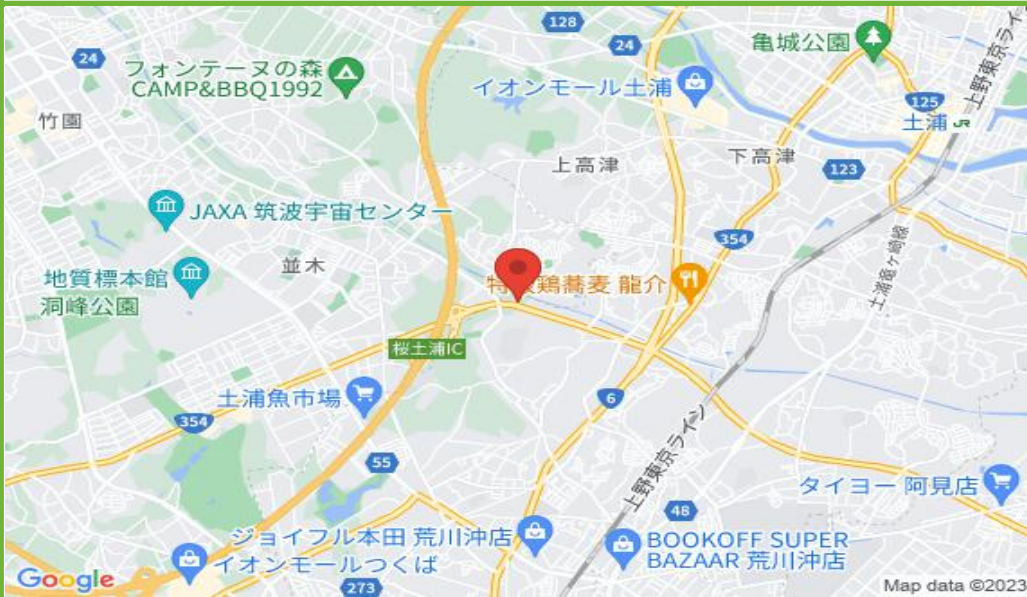 128
24
亀城公園
24
フォンテーヌの森
CAMP&BBQ1992
イオンモール土浦
上野東京ライン
125
竹園
土浦 JR
上高津
下高津
123
JAXA 筑波宇宙センター
354
並木
地質標本館
洞峰公園
土浦竜ヶ崎線
鶏蕎麦 龍介
桜土浦IC
土浦魚市場
6
354
上野東京ライン
55
タイヨー 阿見店
48
ジョイフル本田 荒川沖店
BOOKOFF SUPER
BAZAAR 荒川沖店
イオンモールつくば
Google
273
Map data ©2023